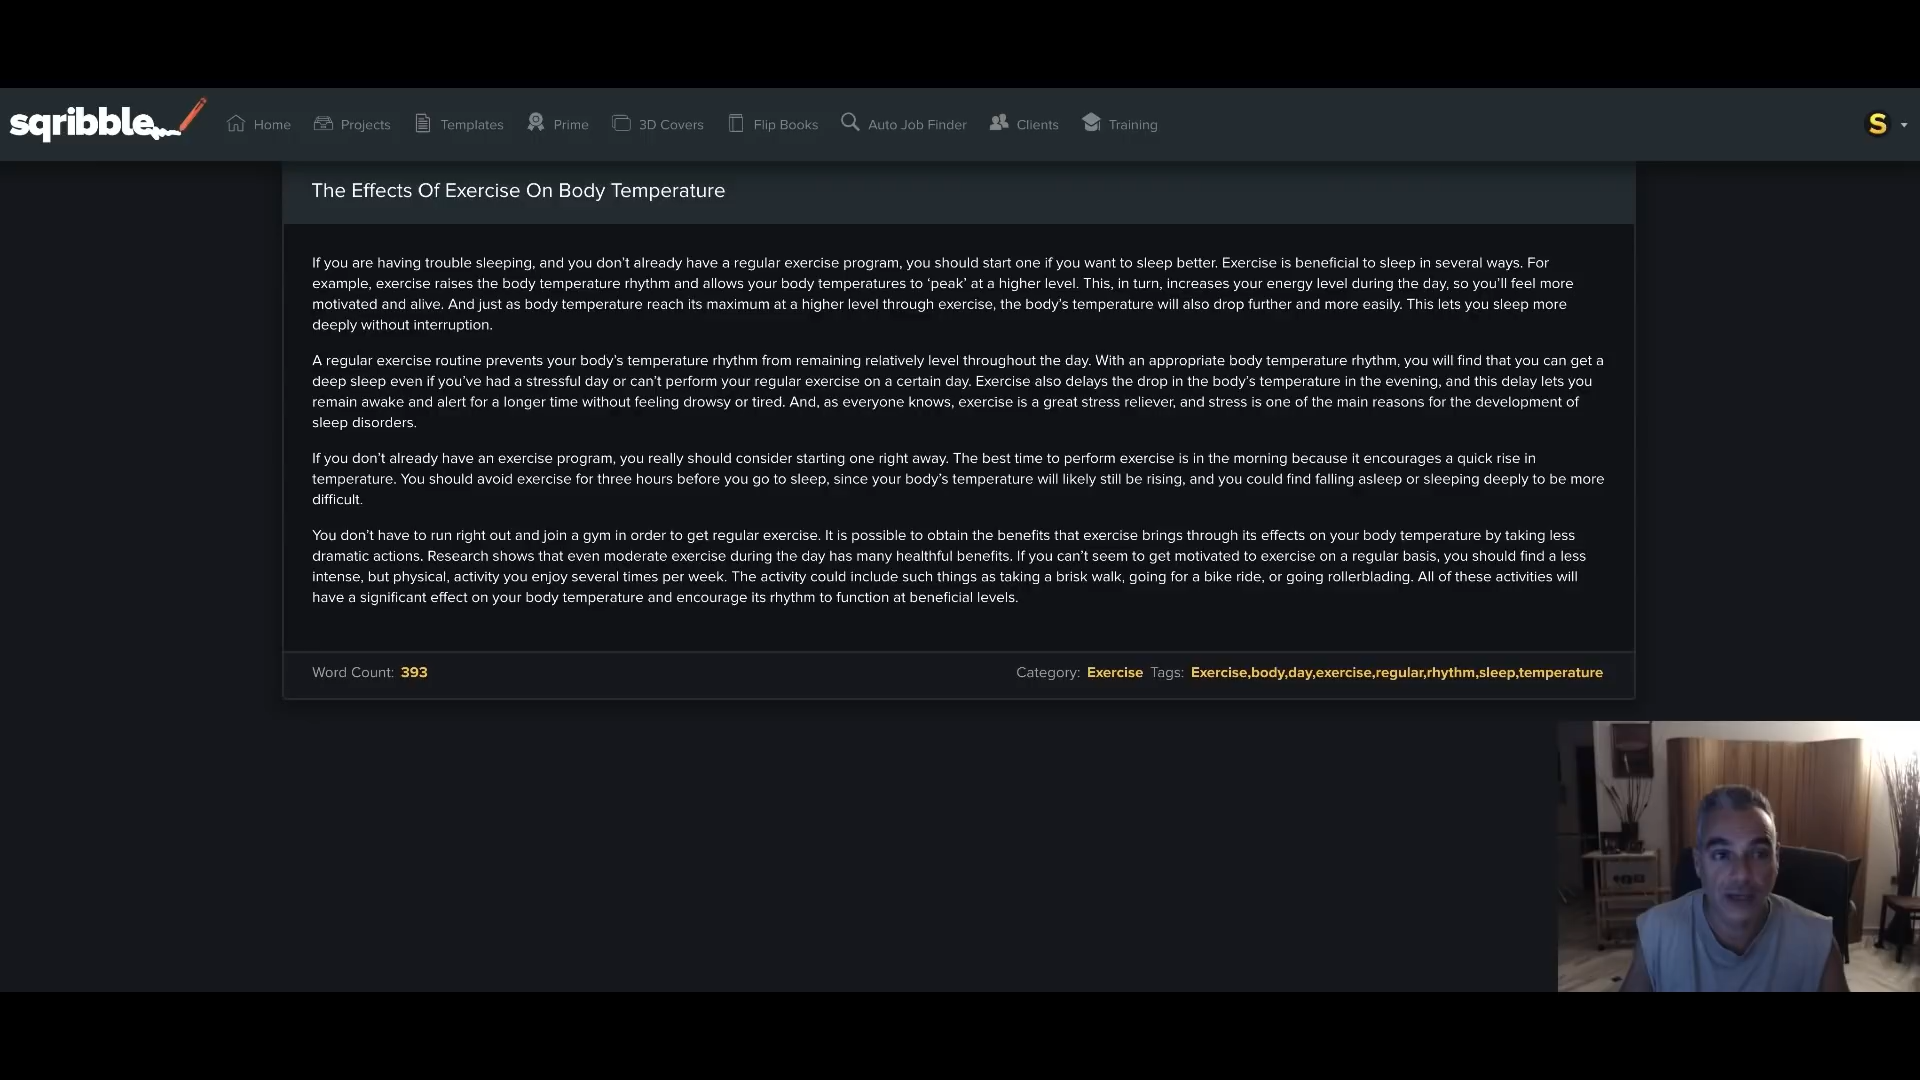 sqribble
Home Projects Templates Prime 3D Covers Flip Books Auto Job Finder Clients Training S
The Effects Of Exercise On Body Temperature
If you are having trouble sleeping, and you don’t already have a regular exercise program, you should start one if you want to sleep better. Exercise is beneficial to sleep in several ways. For
example, exercise raises the body temperature rhythm and allows your body temperatures to ‘peak’ at a higher level. This, in turn, increases your energy level during the day, so you’ll feel more
motivated and alive. And just as body temperature reach its maximum at a higher level through exercise, the body’s temperature will also drop further and more easily. This lets you sleep more
deeply without interruption.
A regular exercise routine prevents your body’s temperature rhythm from remaining relatively level throughout the day. With an appropriate body temperature rhythm, you will find that you can get a
deep sleep even if you’ve had a stressful day or can’t perform your regular exercise on a certain day. Exercise also delays the drop in the body’s temperature in the evening, and this delay lets you
remain awake and alert for a longer time without feeling drowsy or tired. And, as everyone knows, exercise is a great stress reliever, and stress is one of the main reasons for the development of
sleep disorders.
If you don’t already have an exercise program, you really should consider starting one right away. The best time to perform exercise is in the morning because it encourages a quick rise in
temperature. You should avoid exercise for three hours before you go to sleep, since your body’s temperature will likely still be rising, and you could find falling asleep or sleeping deeply to be more
difficult.
You don’t have to run right out and join a gym in order to get regular exercise. It is possible to obtain the benefits that exercise brings through its effects on your body temperature by taking less
dramatic actions. Research shows that even moderate exercise during the day has many healthful benefits. If you can’t seem to get motivated to exercise on a regular basis, you should find a less
intense, but physical, activity you enjoy several times per week. The activity could include such things as taking a brisk walk, going for a bike ride, or going rollerblading. All of these activities will
have a significant effect on your body temperature and encourage its rhythm to function at beneficial levels.
Word Count: 393
Category: Exercise Tags: Exercise,body,day,exercise,regular,rhythm,sleep,temperature